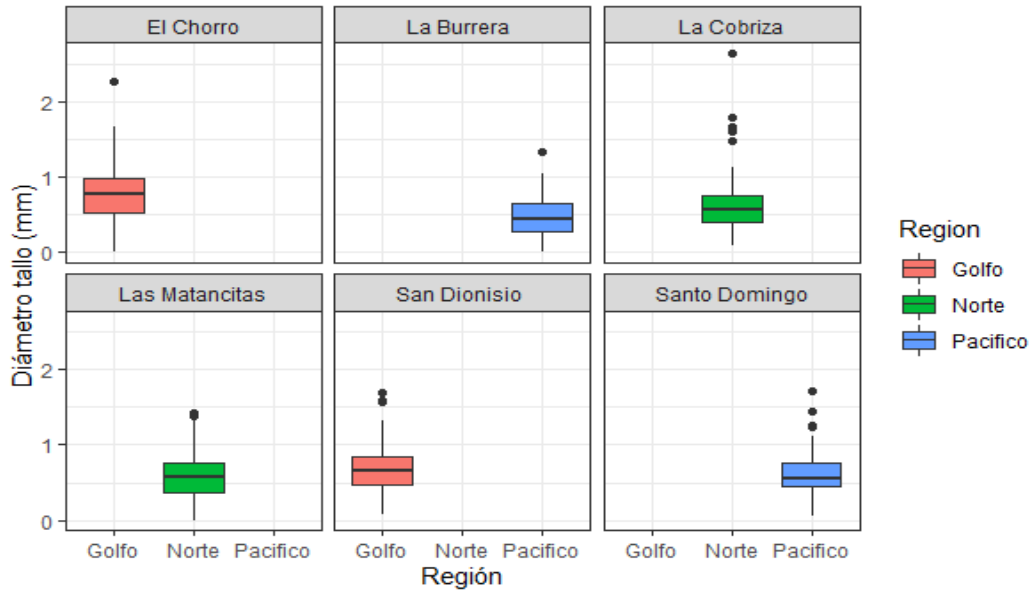 El Chorro La Burrera La Cobriza
2
1
0
Las Matancitas San Dionisio Santo Domingo
2
1
0
Golfo Norte Pacifico Golfo Norte Pacifico Golfo Norte Pacifico
Región
Diámetro tallo (mm)
Region
Golfo
Norte
Pacifico